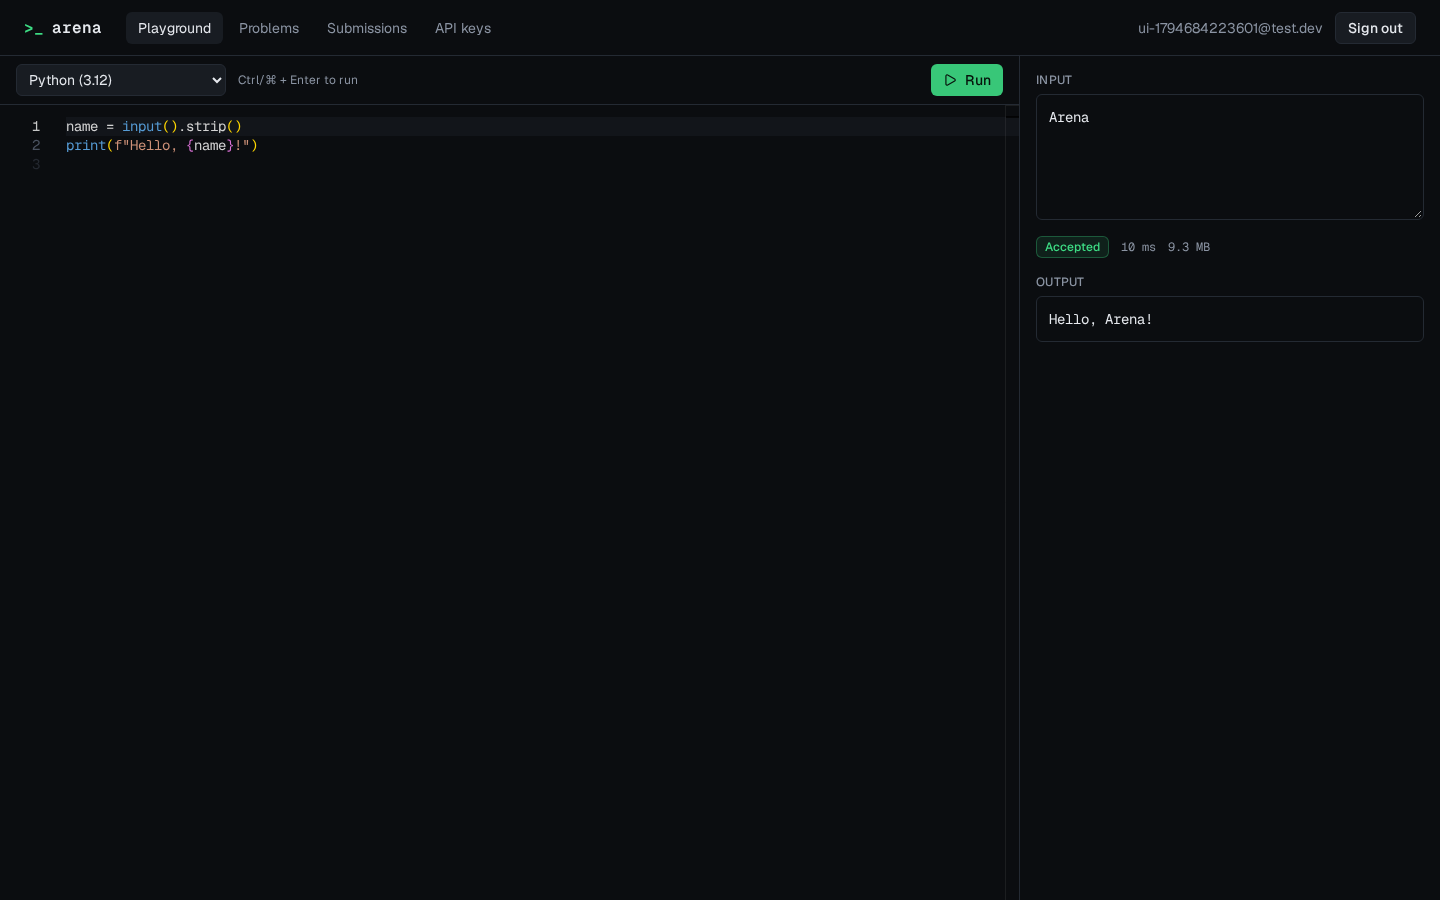 >_ arena Playground Problems Submissions API keys ui-1794684223601@test.dev Sign out
Python (3.12) Ctrl/⌘ + Enter to run Run
1 name = input().strip()
2 print(f"Hello, {name}!")
3
INPUT
Arena
Accepted 10 ms 9.3 MB
OUTPUT
Hello, Arena!